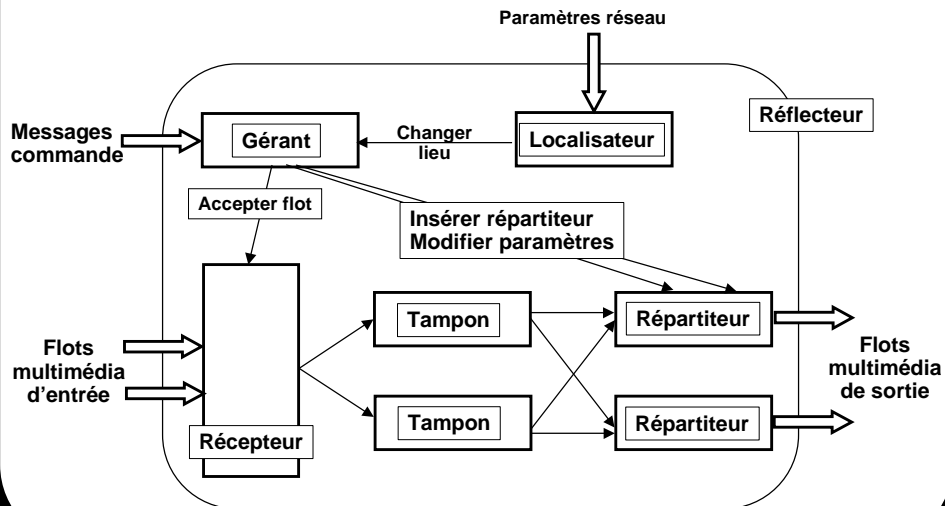 Paramètres réseau
Réflecteur
Messages
commande
Gérant
Changer
lieu
Localisateur
Accepter flot
Insérer répartiteur
Modifier paramètres
Flots
multimédia
d'entrée
Récepteur
Tampon
Répartiteur
Tampon
Répartiteur
Flots
multimédia
de sortie